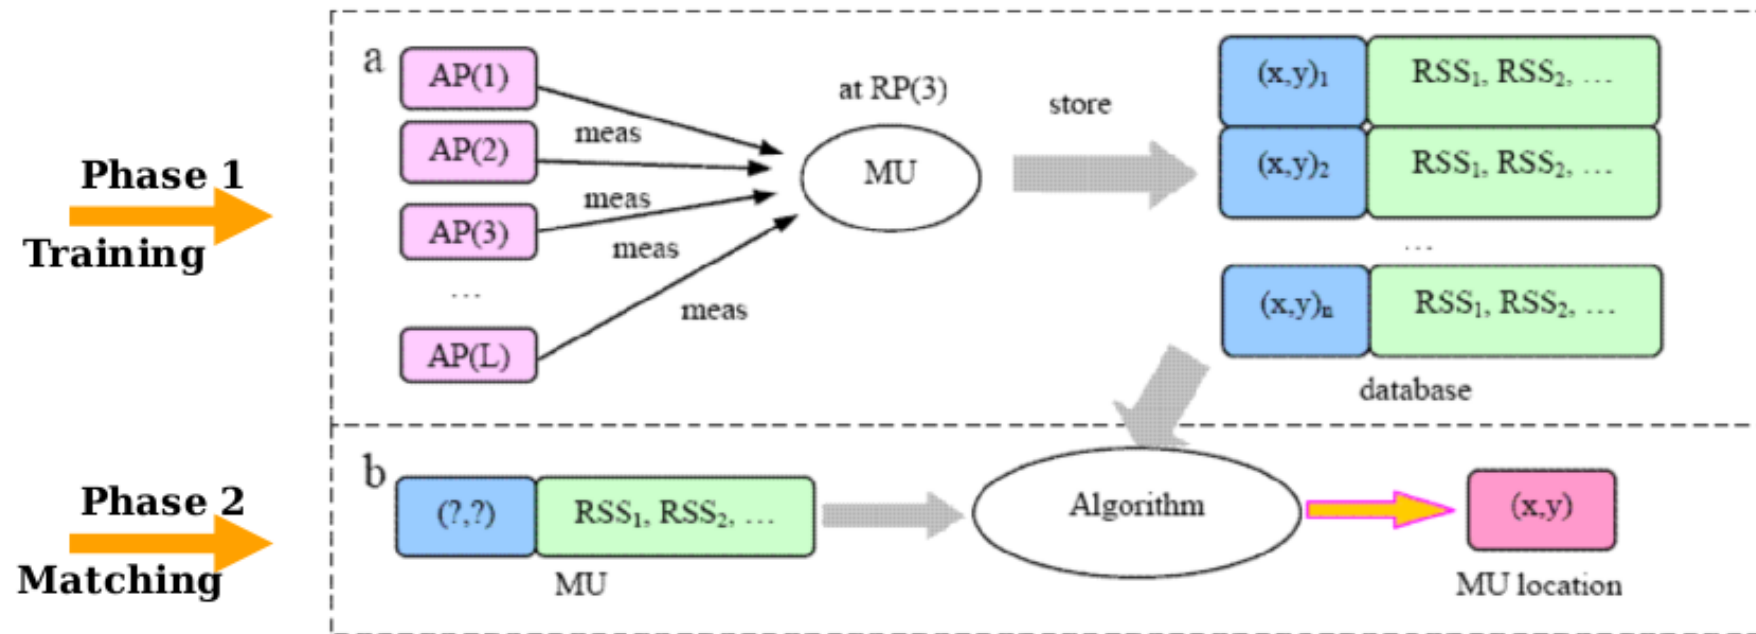 Phase 1
Training
a
AP(1)
AP(2)
AP(3)
...
AP(L)
meas
meas
meas
meas
at RP(3)
MU
store
(x,y)₁ RSS₁, RSS₂, ...
(x,y)₂ RSS₁, RSS₂, ...
...
(x,y)ₙ RSS₁, RSS₂, ...
database
Phase 2
Matching
b
(?,?) RSS₁, RSS₂, ...
MU
Algorithm
(x,y)
MU location